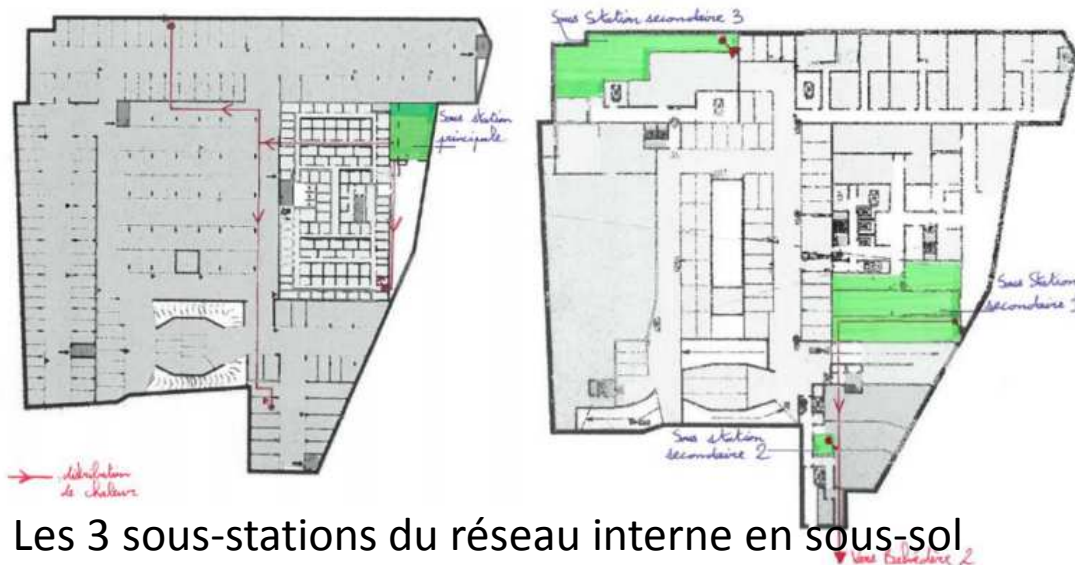 Sous Station secondaire 3
Sous station
principale
Sous Station
secondaire 1
Sous station
secondaire 2
distribution
de chaleur
Les 3 sous-stations du réseau interne en sous-sol
Vers Belvédère 2